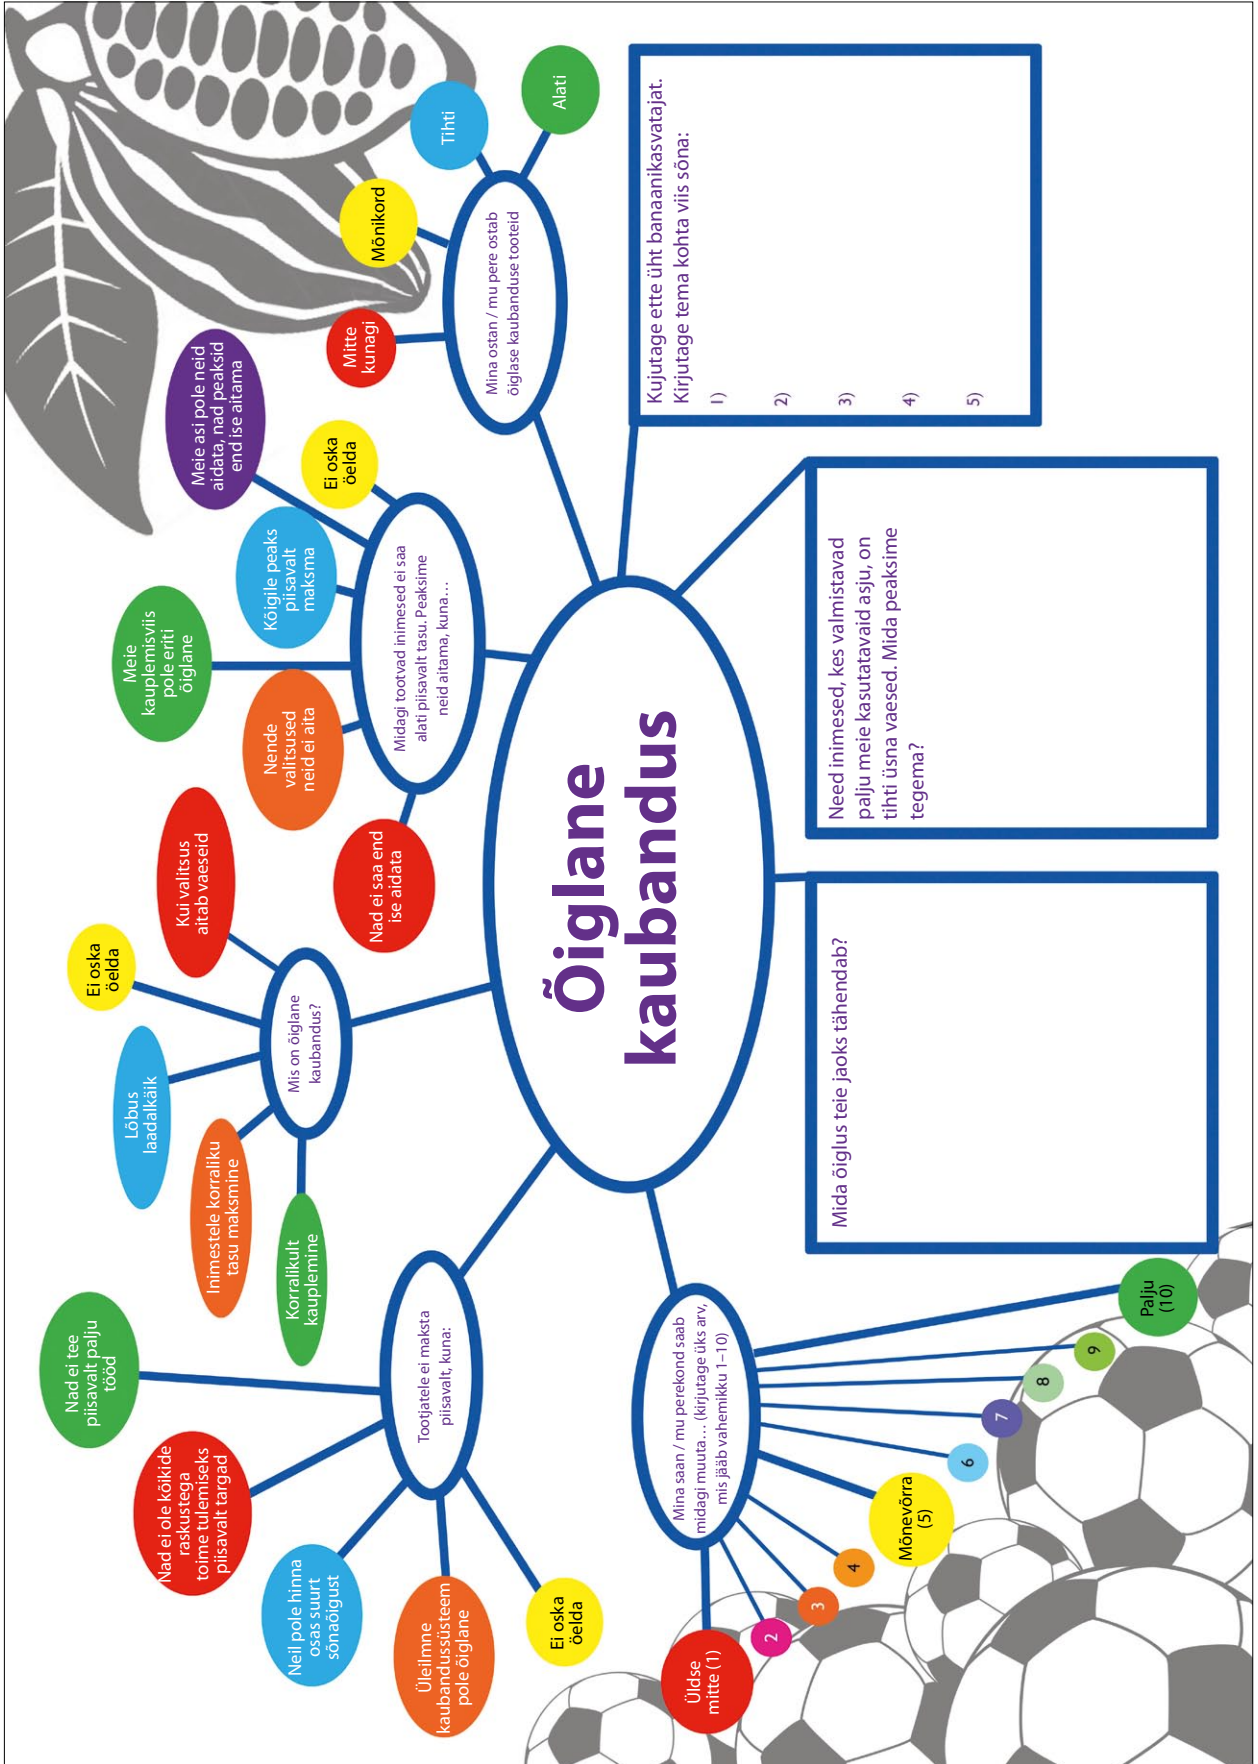 Õiglane
kaubandus
Tootjatele ei maksta
piisavalt, kuna:
Nad ei tee
piisavalt palju
tööd
Nad ei ole kõikide
raskustega
toime tulemiseks
piisavalt targad
Neil pole hinna
osas suurt
sõnaõigust
Üleilmne
kaubandussüsteem
pole õiglane
Ei oska
öelda
Mis on õiglane
kaubandus?
Korralikult
kauplemine
Inimestele korraliku
tasu maksmine
Lõbus
laadalkäik
Ei oska
öelda
Kui valitsus
aitab vaeseid
Midagi tootvad inimesed ei saa
alati piisavalt tasu. Peaksime
neid aitama, kuna…
Nad ei saa end
ise aidata
Nende
valitsused
neid ei aita
Meie
kauplemisviis
pole eriti
õiglane
Kõigile peaks
piisavalt
maksma
Meie asi pole neid
aidata, nad peaksid
end ise aitama
Ei oska
öelda
Mina ostan / mu pere ostab
õiglase kaubanduse tooteid
Mitte
kunagi
Mõnikord
Tihti
Alati
Mina saan / mu perekond saab
midagi muuta… (kirjutage üks arv,
mis jääb vahemikku 1–10)
Üldse
mitte (1)
2
3
4
Mõnevõrra
(5)
6
7
8
9
Palju
(10)
Mida õiglus teie jaoks tähendab?
Need inimesed, kes valmistavad
palju meie kasutatavaid asju, on
tihti üsna vaesed. Mida peaksime
tegema?
Kujutage ette üht banaanikasvatajat.
Kirjutage tema kohta viis sõna:
1)
2)
3)
4)
5)